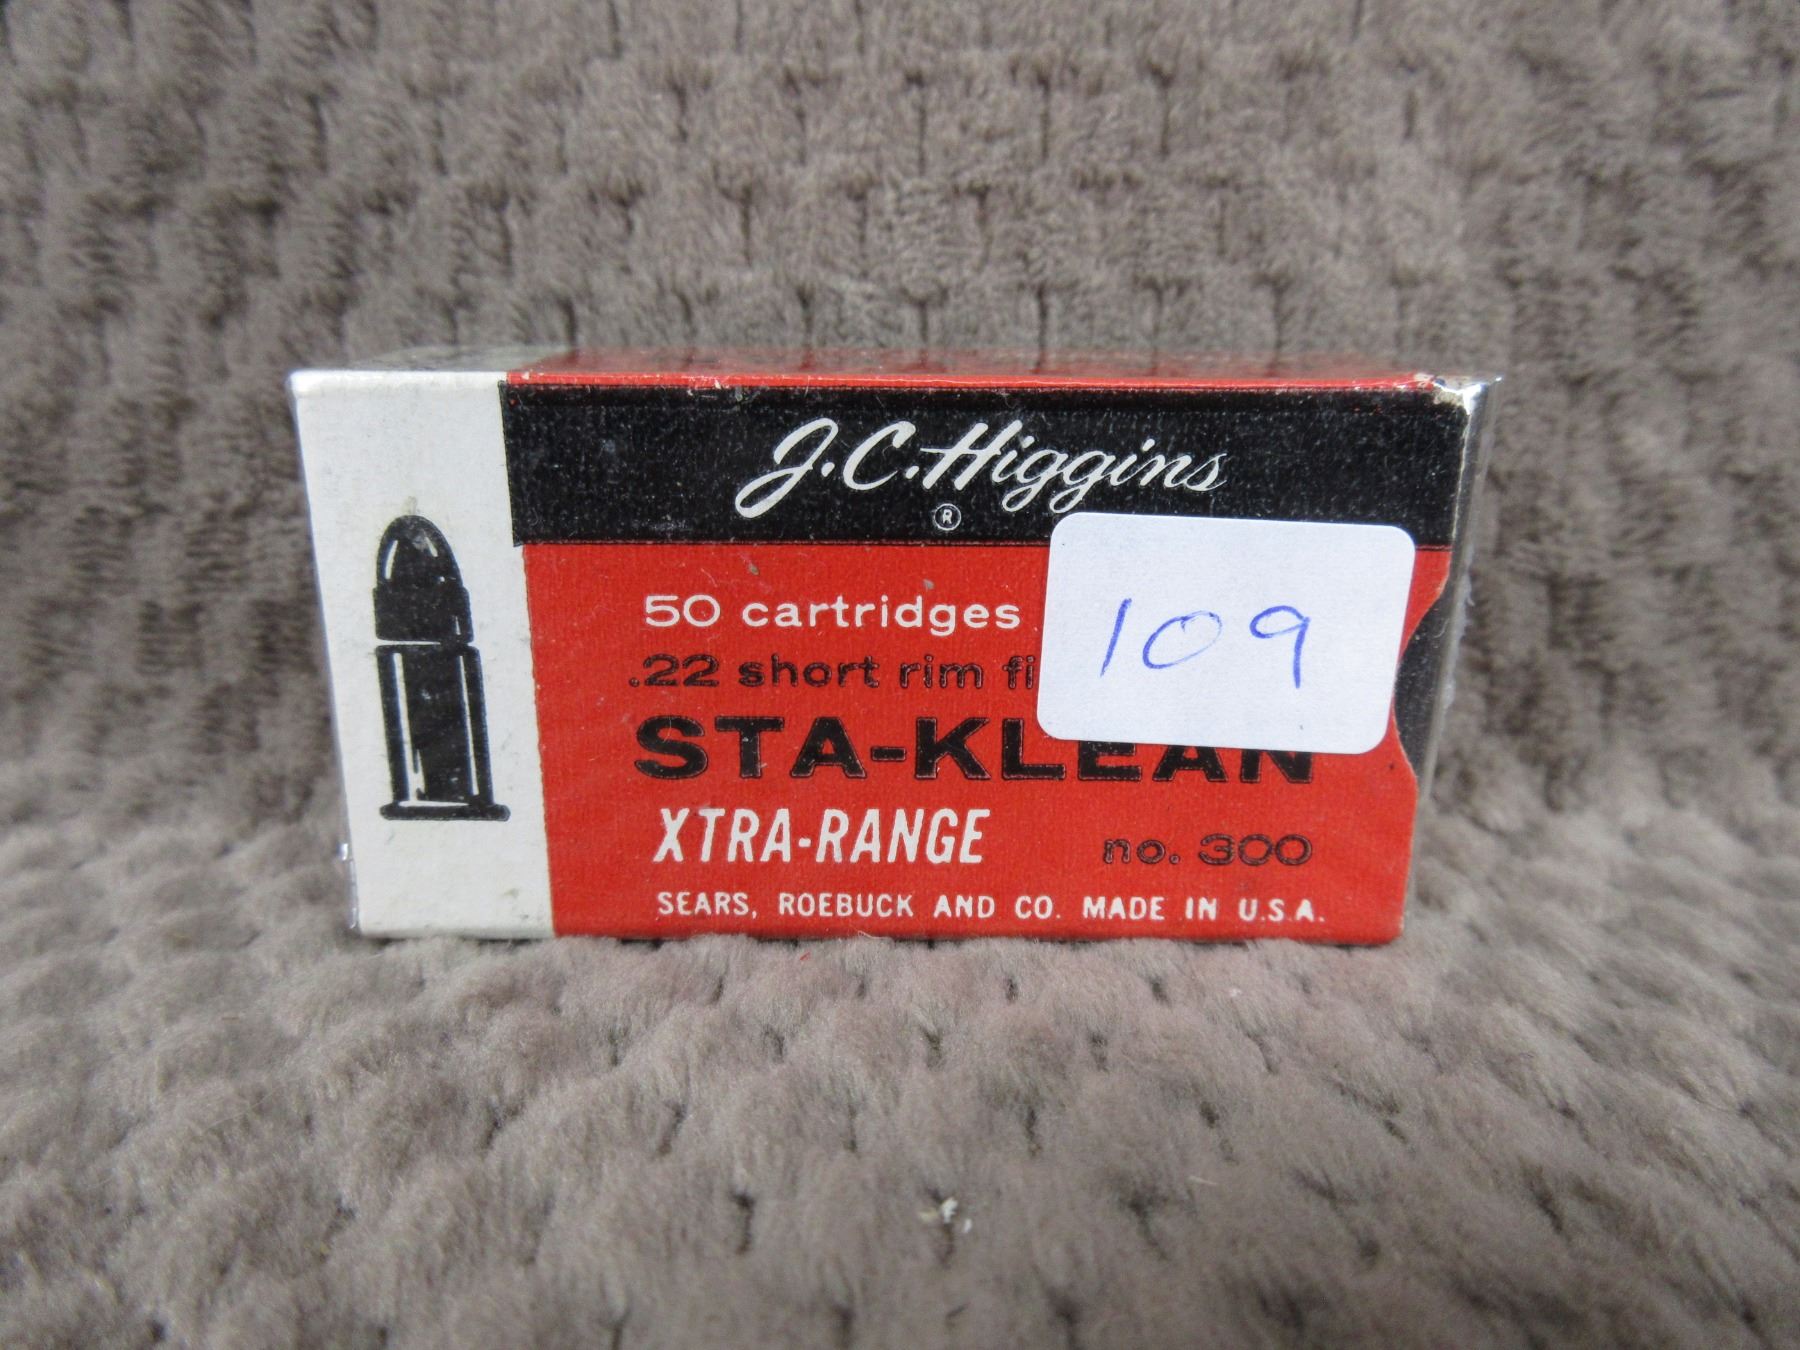 J.C. Higgins
®
50 cartridges
.22 short rim fi
109
STA-KLEAN
XTRA-RANGE
no. 300
SEARS, ROEBUCK AND CO. MADE IN U.S.A.